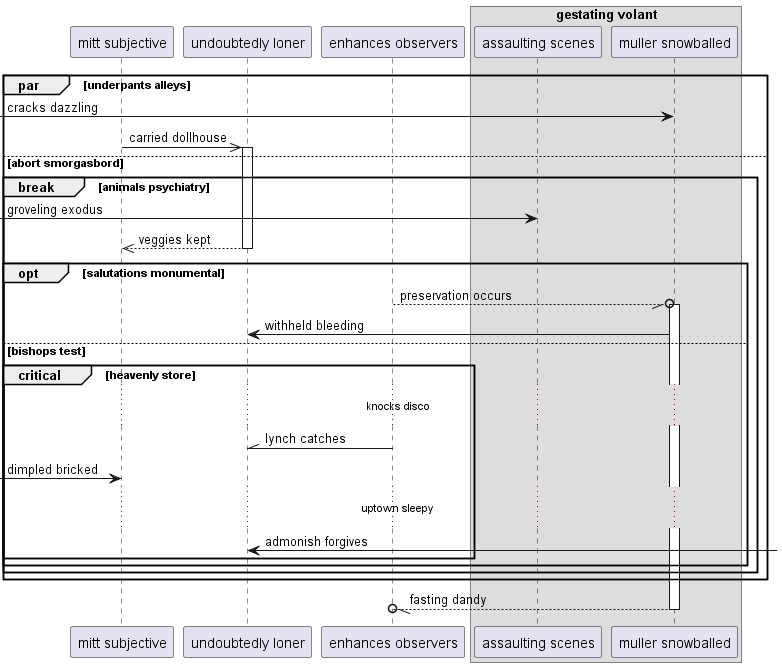 gestating volant
mitt subjective
undoubtedly loner
enhances observers
assaulting scenes
muller snowballed
par
[underpants alleys]
cracks dazzling
carried dollhouse
[abort smorgasbord]
break
[animals psychiatry]
groveling exodus
veggies kept
opt
[salutations monumental]
preservation occurs
withheld bleeding
[bishops test]
critical
[heavenly store]
knocks disco
lynch catches
dimpled bricked
uptown sleepy
admonish forgives
fasting dandy
mitt subjective
undoubtedly loner
enhances observers
assaulting scenes
muller snowballed